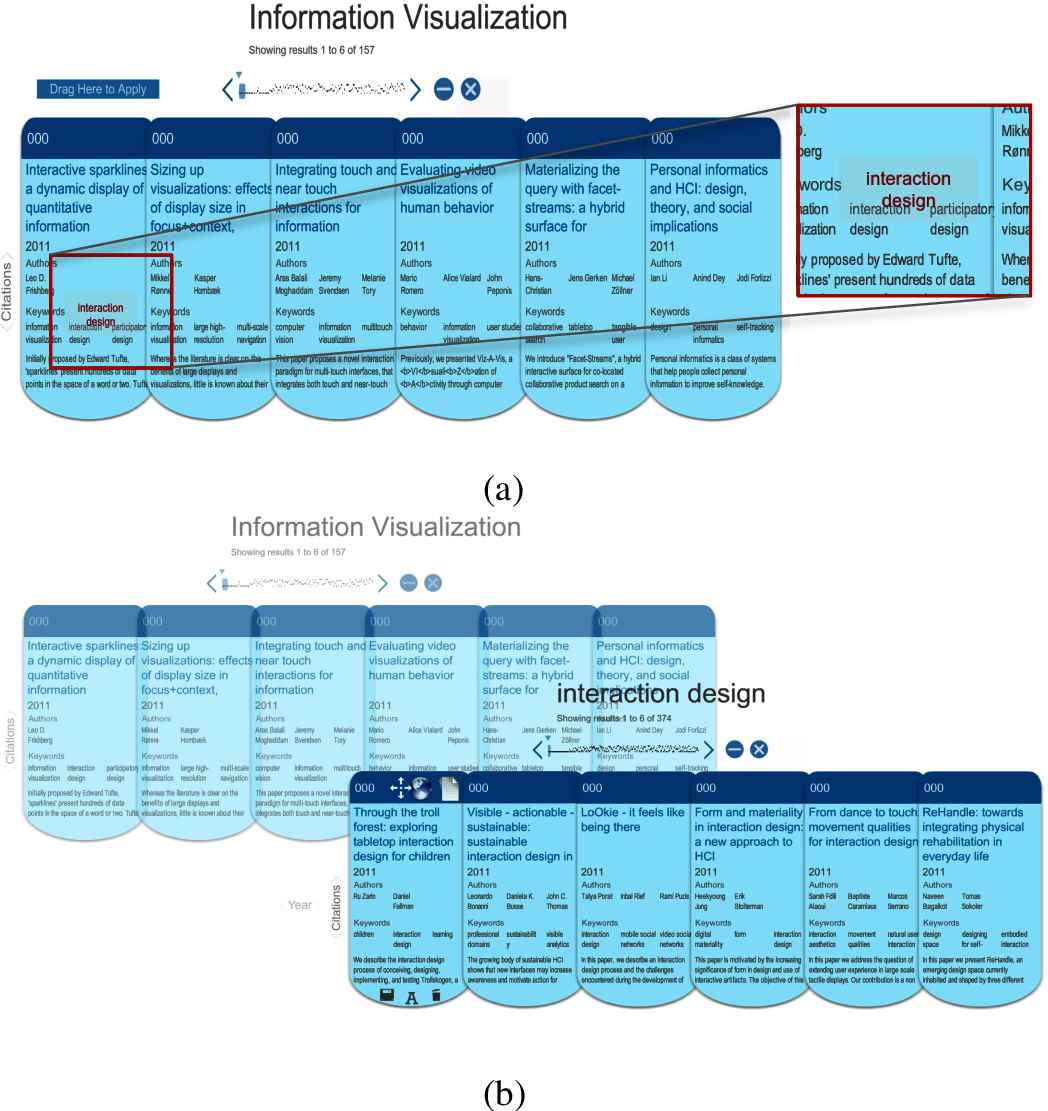 Information Visualization
Showing results 1 to 6 of 157
Drag Here to Apply
Citations
000
Interactive sparklines
a dynamic display of
quantitative
information
2011
Authors
Leo D.
Frishberg
Keywords
information interaction participator
visualization design design
Initially proposed by Edward Tufte,
'sparklines' present hundreds of data
points in the space of a word or two. Tufte
interaction
design
000
Sizing up
visualizations: effects
of display size in
focus+context,
2011
Authors
Mikkel Kasper
Rønne Hornbæk
Keywords
information large high- multi-scale
visualization resolution navigation
Whereas the literature is clear on the
benefits of large displays and
visualizations, little is known about their
000
Integrating touch and
near touch
interactions for
information
2011
Authors
Aras Balali Jeremy Melanie
Moghaddam Svendsen Tory
Keywords
computer information multitouch
vision visualization
This paper proposes a novel interaction
paradigm for multi-touch interfaces, that
integrates both touch and near-touch
000
Evaluating video
visualizations of
human behavior
2011
Authors
Mario Alice Vialard John
Romero Peponis
Keywords
behavior information user studies
visualization
Previously, we presented Viz-A-Vis, a
<b>VI</b>suali<b>Z</b>ation of
<b>A</b>ctivity through computer
000
Materializing the
query with facet-
streams: a hybrid
surface for
2011
Authors
Hans- Jens Gerken Michael
Christian Zöllner
Keywords
collaborative tabletop tangible
search user
We introduce "Facet-Streams", a hybrid
interactive surface for co-located
collaborative product search on a
000
Personal informatics
and HCI: design,
theory, and social
implications
2011
Authors
Ian Li Anind Dey Jodi Forlizzi
Keywords
design personal self-tracking
informatics
Personal informatics is a class of systems
that help people collect personal
information to improve self-knowledge.
hors Auth
D. Mikke
berg Rønn
words Key
interaction
design
nation interaction participator infor
lization design design visua
ly proposed by Edward Tufte, Wher
klines' present hundreds of data bene
(a)
Information Visualization
Showing results 1 to 6 of 157
Citations
000
Interactive sparklines
a dynamic display of
quantitative
information
2011
Authors
Leo D.
Frishberg
Keywords
information interaction participatory
visualization design design
Initially proposed by Edward Tufte,
'sparklines' present hundreds of data
points in the space of a word or two. Tufte
000
Sizing up
visualizations: effects
of display size in
focus+context,
2011
Authors
Mikkel Kasper
Rønne Hornbæk
Keywords
information large high- multi-scale
visualization resolution navigation
Whereas the literature is clear on the
benefits of large displays and
visualizations, little is known about their
000
Integrating touch and
near touch
interactions for
information
2011
Authors
Aras Balali Jeremy Melanie
Moghaddam Svendsen Tory
Keywords
computer information multitouch
vision visualization
This paper proposes a novel interac
paradigm for multi-touch interfaces,
integrates both touch and near-touch
000
Evaluating video
visualizations of
human behavior
2011
Authors
Mario Alice Vialard John
Romero Peponis
Keywords
behavior information user studies
000
Materializing the
query with facet-
streams: a hybrid
surface for
2011
Authors
Hans- Jens Gerken Michael
Christian Zöllner
Keywords
collaborative tabletop tangible
000
Personal informatics
and HCI: design,
theory, and social
implications
Ian Li Anind Dey Jodi Forlizzi
Keywords
design personal self-tracking
interaction design
Showing results 1 to 6 of 374
Year
Citations
000
Through the troll
forest: exploring
tabletop interaction
design for children
2011
Authors
Ru Zarin Daniel
Fallman
Keywords
children interaction learning
design
We describe the interaction design
process of conceiving, designing,
implementing, and testing Trollskogen, a
A
000
Visible - actionable -
sustainable:
sustainable
interaction design in
2011
Authors
Leonardo Daniela K. John C.
Bonanni Busse Thomas
Keywords
professional sustainabilit visible
domains y analytics
The growing body of sustainable HCI
shows that new interfaces may increase
awareness and motivate action for
000
LoOkie - it feels like
being there
2011
Authors
Talya Porat Inbal Rief Rami Puzis
Keywords
interaction mobile social video socia
design networks networks
In this paper, we describe an interaction
design process and the challenges
encountered during the development of
000
Form and materiality
in interaction design:
a new approach to
HCI
2011
Authors
Heekyoung Erik
Jung Stolterman
Keywords
digital form interaction
materiality design
This paper is motivated by the increasing
significance of form in design and use of
interactive artifacts. The objective of this
000
From dance to touch
movement qualities
for interaction design
2011
Authors
Sarah Fdili Baptiste Marcos
Alaoui Caramiaux Serrano
Keywords
interaction movement natural user
aesthetics qualities interaction
In this paper we address the question of
extending user experience in large scale
tactile displays. Our contribution is a non
000
ReHandle: towards
integrating physical
rehabilitation in
everyday life
2011
Authors
Naveen Tomas
Bagalkot Sokoler
Keywords
design designing embodied
space for self- interaction
In this paper we present ReHandle, an
emerging design space currently
inhabited and shaped by three different
(b)